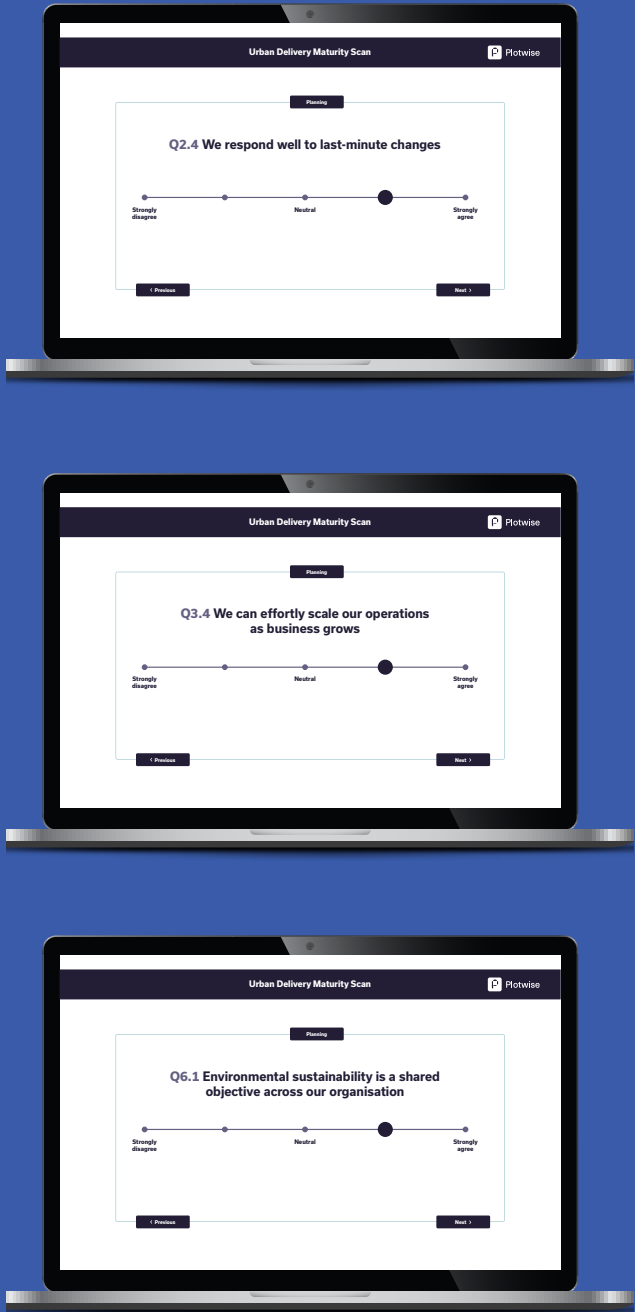 Urban Delivery Maturity Scan
Plotwise
Planning
Q2.4 We respond well to last-minute changes
Strongly
disagree
Neutral
Strongly
agree
‹ Previous
Next ›
Urban Delivery Maturity Scan
Plotwise
Planning
Q3.4 We can effortly scale our operations
as business grows
Strongly
disagree
Neutral
Strongly
agree
‹ Previous
Next ›
Urban Delivery Maturity Scan
Plotwise
Planning
Q6.1 Environmental sustainability is a shared
objective across our organisation
Strongly
disagree
Neutral
Strongly
agree
‹ Previous
Next ›